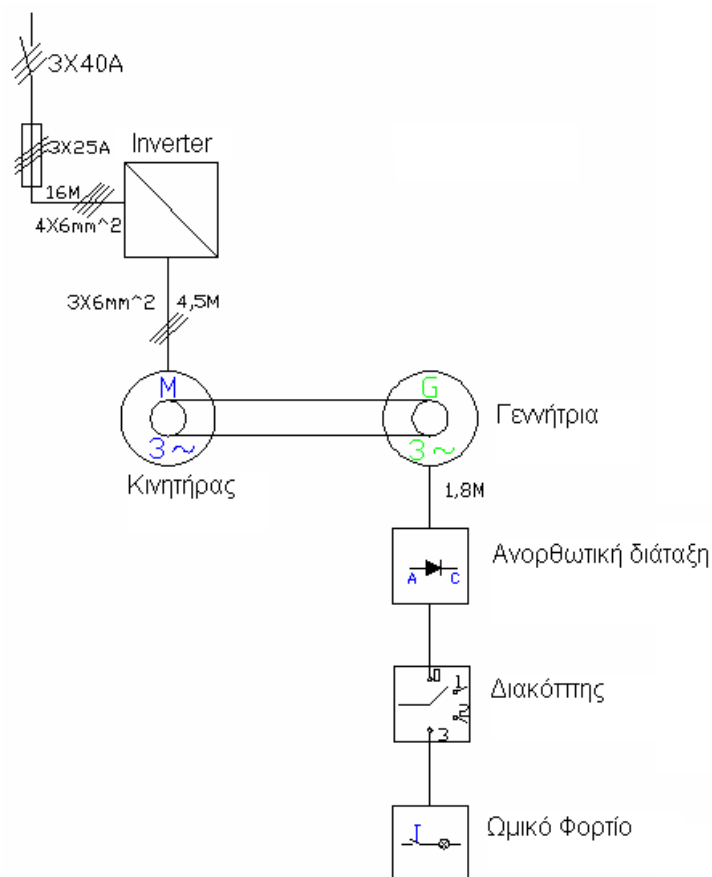 3X40A
3X25A
Inverter
16M
4X6mm^2
3X6mm^2 4,5M
M
3~
Κινητήρας
G
3~
Γεννήτρια
1,8M
Ανορθωτική διάταξη
A C
Διακόπτης
0
1
2
3
Ωμικό Φορτίο